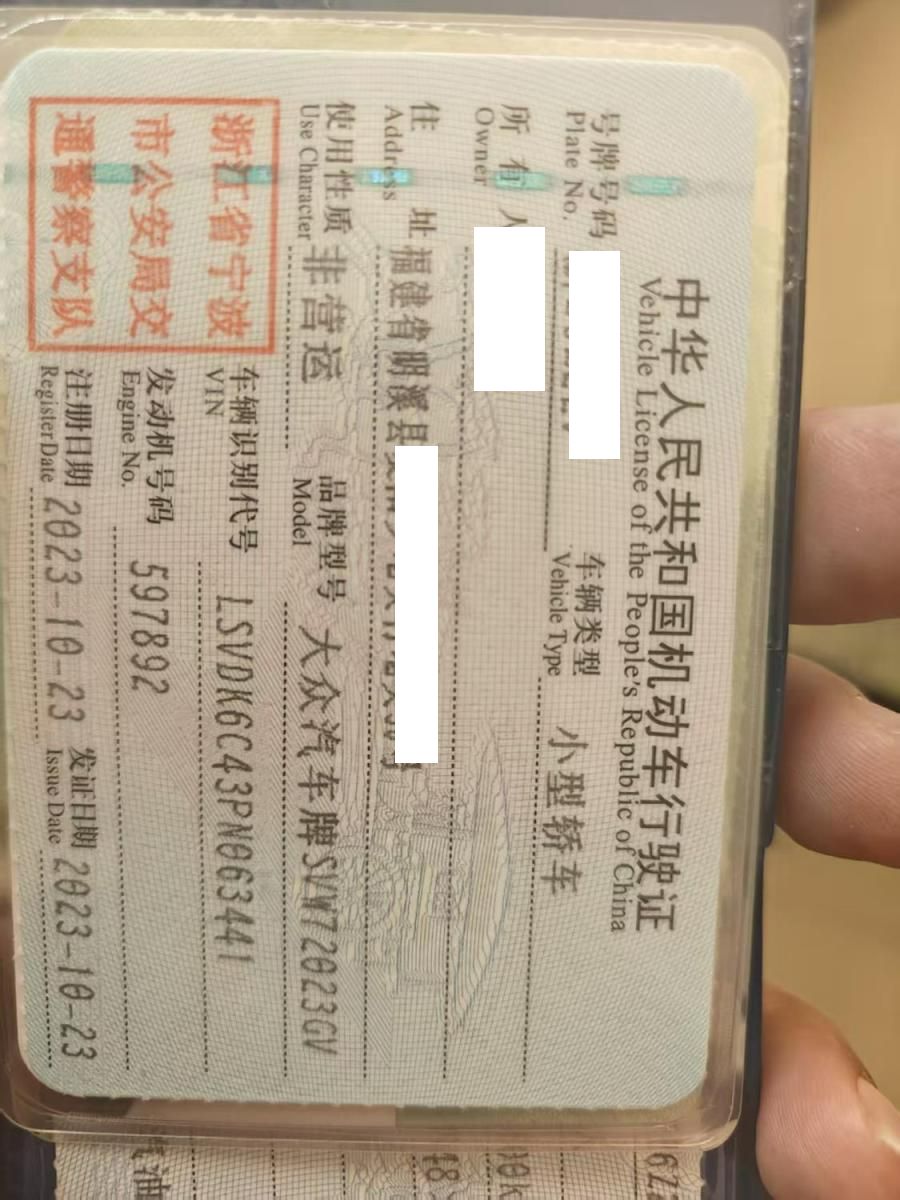 中华人民共和国机动车行驶证
Vehicle License of the People's Republic of China
号牌号码
Plate No.
车辆类型 小型轿车
Vehicle Type
所有人
Owner
住址 福建省明溪县
Address
使用性质 非营运
Use Character
品牌型号 大众汽车牌SVW72023GV
Model
车辆识别代号 LSVDK6C43PN063441
VIN
发动机号码 597892
Engine No.
注册日期 2023-10-23
Register Date
发证日期 2023-10-23
Issue Date
浙江省宁波
市公安局交
通警察支队